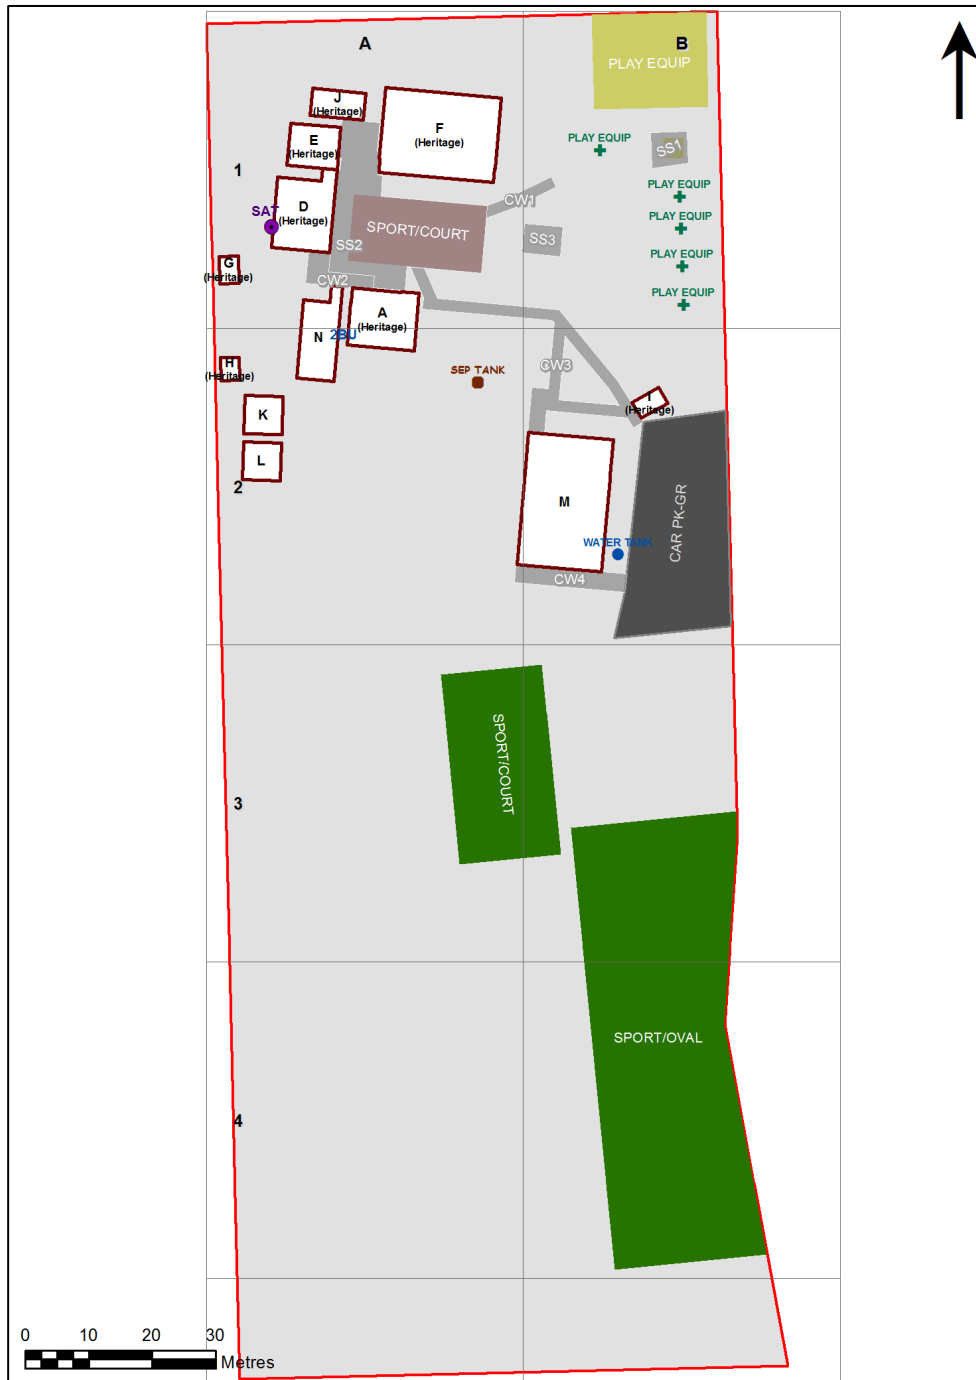 A
B
PLAY EQUIP
J
(Heritage)
F
(Heritage)
E
(Heritage)
PLAY EQUIP
SS1
1
PLAY EQUIP
CW1
D
(Heritage)
SAT
PLAY EQUIP
SPORT/COURT
SS2
SS3
PLAY EQUIP
G
(Heritage)
CW2
PLAY EQUIP
A
(Heritage)
N
2BU
H
(Heritage)
SEP TANK
CW3
I
(Heritage)
K
L
2
M
CAR PK-GR
WATER TANK
CW4
SPORT/COURT
3
SPORT/OVAL
4
0 10 20 30
Metres